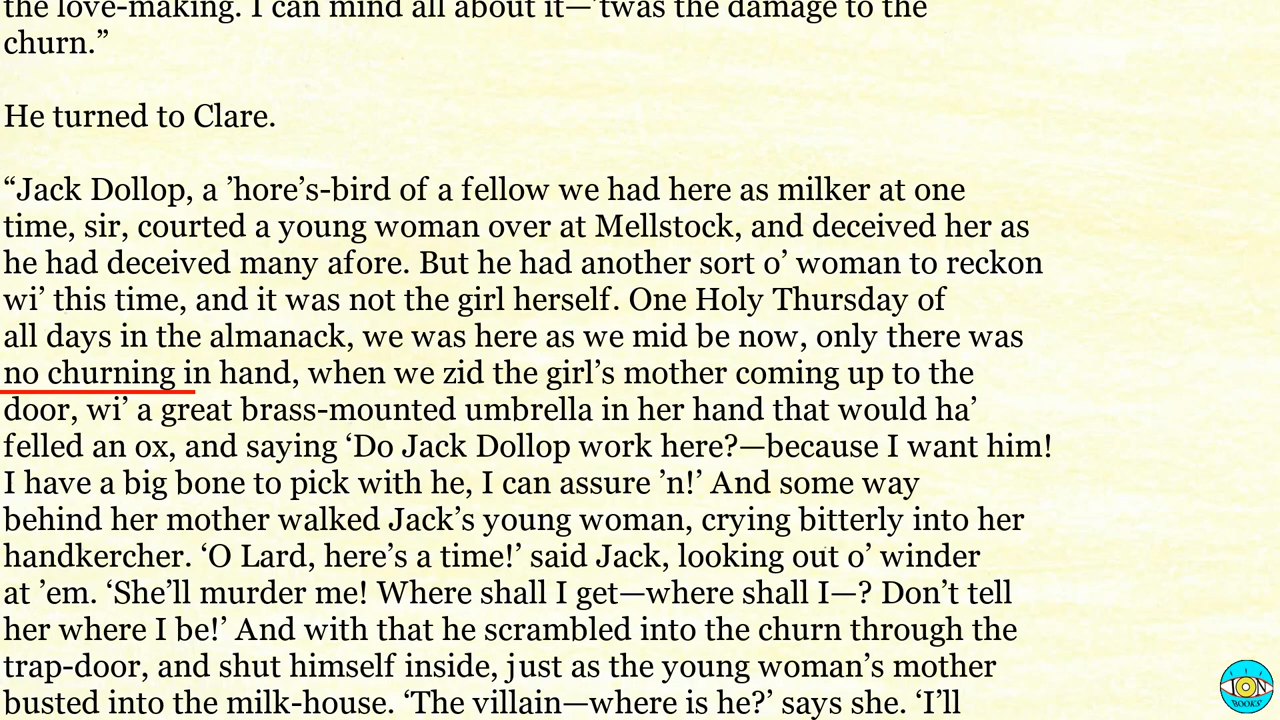 the love-making. I can mind all about it—’twas the damage to the
churn.”
He turned to Clare.
“Jack Dollop, a ’hore’s-bird of a fellow we had here as milker at one
time, sir, courted a young woman over at Mellstock, and deceived her as
he had deceived many afore. But he had another sort o’ woman to reckon
wi’ this time, and it was not the girl herself. One Holy Thursday of
all days in the almanack, we was here as we mid be now, only there was
no churning in hand, when we zid the girl’s mother coming up to the
door, wi’ a great brass-mounted umbrella in her hand that would ha’
felled an ox, and saying ‘Do Jack Dollop work here?—because I want him!
I have a big bone to pick with he, I can assure ’n!’ And some way
behind her mother walked Jack’s young woman, crying bitterly into her
handkercher. ‘O Lard, here’s a time!’ said Jack, looking out o’ winder
at ’em. ‘She’ll murder me! Where shall I get—where shall I—? Don’t tell
her where I be!’ And with that he scrambled into the churn through the
trap-door, and shut himself inside, just as the young woman’s mother
busted into the milk-house. ‘The villain—where is he?’ says she. ‘I’ll
ION
BOOKS